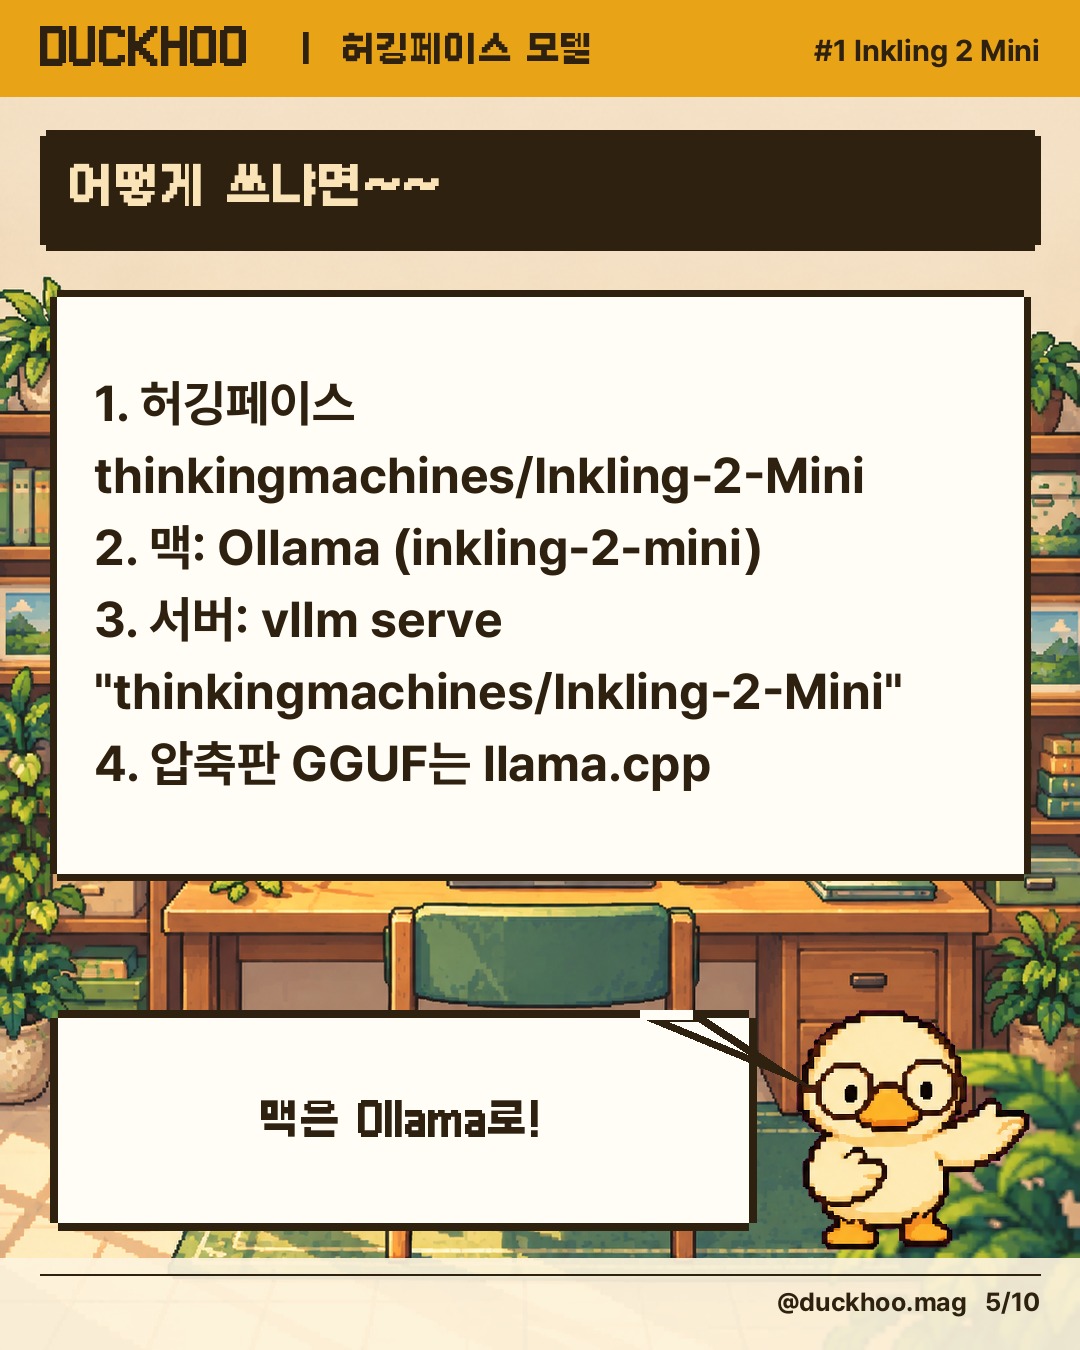 DUCKHOO | 허깅페이스 모델 #1 Inkling 2 Mini
어떻게 쓰냐면~~
1. 허깅페이스
thinkingmachines/Inkling-2-Mini
2. 맥: Ollama (inkling-2-mini)
3. 서버: vllm serve
"thinkingmachines/Inkling-2-Mini"
4. 압축판 GGUF는 llama.cpp
맥은 Ollama로!
@duckhoo.mag 5/10